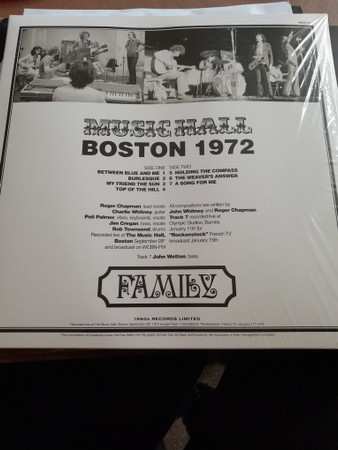 MUSIC HALL
BOSTON 1972
SIDE ONE
BETWEEN BLUE AND ME 1
BURLESQUE 2
MY FRIEND THE SUN 3
TOP OF THE HILL 4
SIDE TWO
5 HOLDING THE COMPASS
6 THE WEAVER'S ANSWER
7 A SONG FOR ME
Roger Chapman, lead vocals
Charlie Whitney, guitar
Poli Palmer, vibes, keyboards, vocals
Jim Cregan, bass, vocals
Rob Townsend, drums
Recorded live at The Music Hall,
Boston September 28th
and broadcast on WCBN-FM
All compositions written by
John Whitney and Roger Chapman
Track 7 recorded live at
Olympic Studios, Barnes
January 11th for
"Rockenstock" French TV
broadcast January 15th
Track 7 John Wetton, bass
FAMILY
RECORDS LIMITED